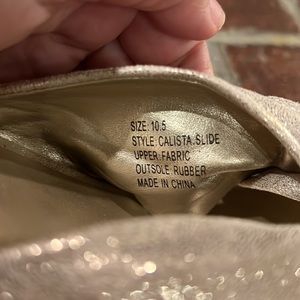 SIZE: 10.5
STYLE: CALISTA.SLIDE
UPPER: FABRIC
OUTSOLE: RUBBER
MADE IN CHINA